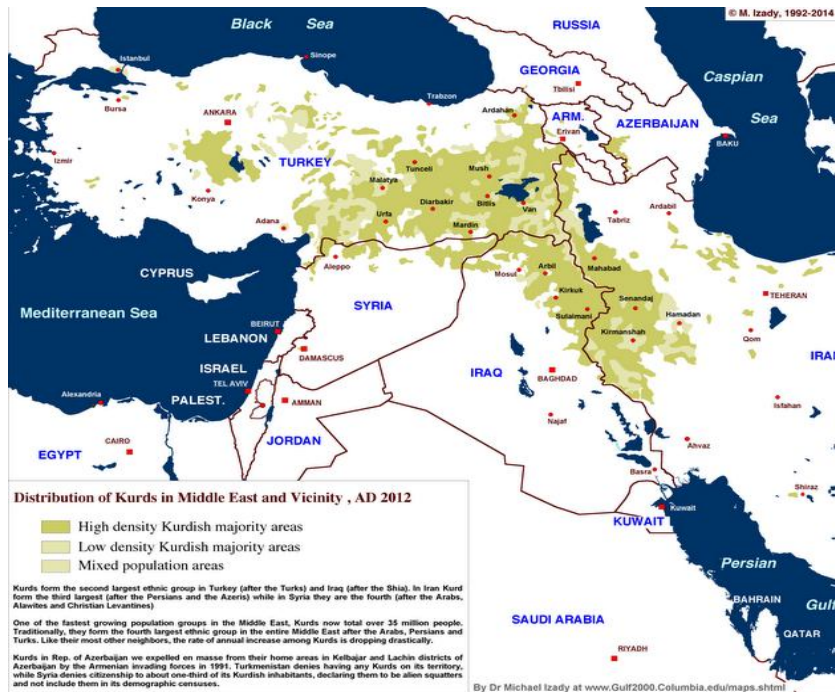 © M. Izady, 1992-2014
Black Sea
RUSSIA
Istanbul
Sinope
GEORGIA
Caspian
Sea
Tbilisi
Bursa
ANKARA
Trabzon
Ardahan
ARM.
Erivan
AZERBAIJAN
BAKU
Izmir
TURKEY
Tunceli
Mush
Malatya
Konya
Diarbakir
Bitlis
Van
Tabriz
Ardabil
Adana
Urfa
Mardin
Aleppo
Mosul
Arbil
Mahabad
CYPRUS
Kirkuk
Senandaj
TEHERAN
Mediterranean Sea
SYRIA
Sulaimani
Hamadan
BEIRUT
LEBANON
Kirmanshah
Qom
IRAN
DAMASCUS
ISRAEL
IRAQ
BAGHDAD
TEL AVIV
Alexandria
PALEST.
AMMAN
Najaf
Isfahan
EGYPT
CAIRO
JORDAN
Ahvaz
Basra
Shiraz
Kuwait
KUWAIT
Distribution of Kurds in Middle East and Vicinity , AD 2012
High density Kurdish majority areas
Low density Kurdish majority areas
Mixed population areas
Kurds form the second largest ethnic group in Turkey (after the Turks) and Iraq (after the Shia). In Iran Kurd
form the third largest (after the Persians and the Azeris) while in Syria they are the fourth (after the Arabs,
Alawites and Christian Levantines)
One of the fastest growing population groups in the Middle East, Kurds now total over 35 million people.
Traditionally, they form the fourth largest ethnic group in the entire Middle East after the Arabs, Persians and
Turks. Like their most other neighbors, the rate of annual increase among Kurds is dropping drastically.
Kurds in Rep. of Azerbaijan we expelled en masse from their home areas in Kelbajar and Lachin districts of
Azerbaijan by the Armenian invading forces in 1991. Turkmenistan denies having any Kurds on its territory,
while Syria denies citizenship to about one-third of its Kurdish inhabitants, declaring them to be alien squatters
and not include them in its demographic censuses.
Persian
Gulf
BAHRAIN
QATAR
SAUDI ARABIA
RIYADH
By Dr Michael Izady at www.Gulf2000.Columbia.edu/maps.shtml